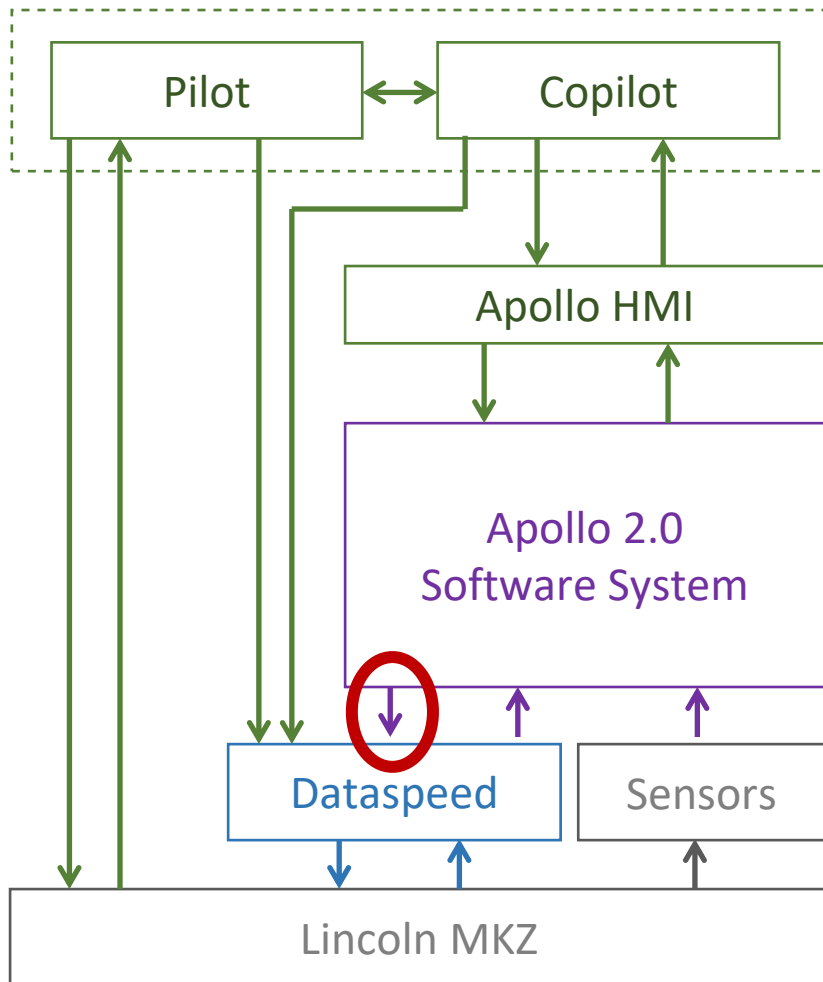 Pilot
Copilot
Apollo HMI
Apollo 2.0
Software System
Dataspeed
Sensors
Lincoln MKZ